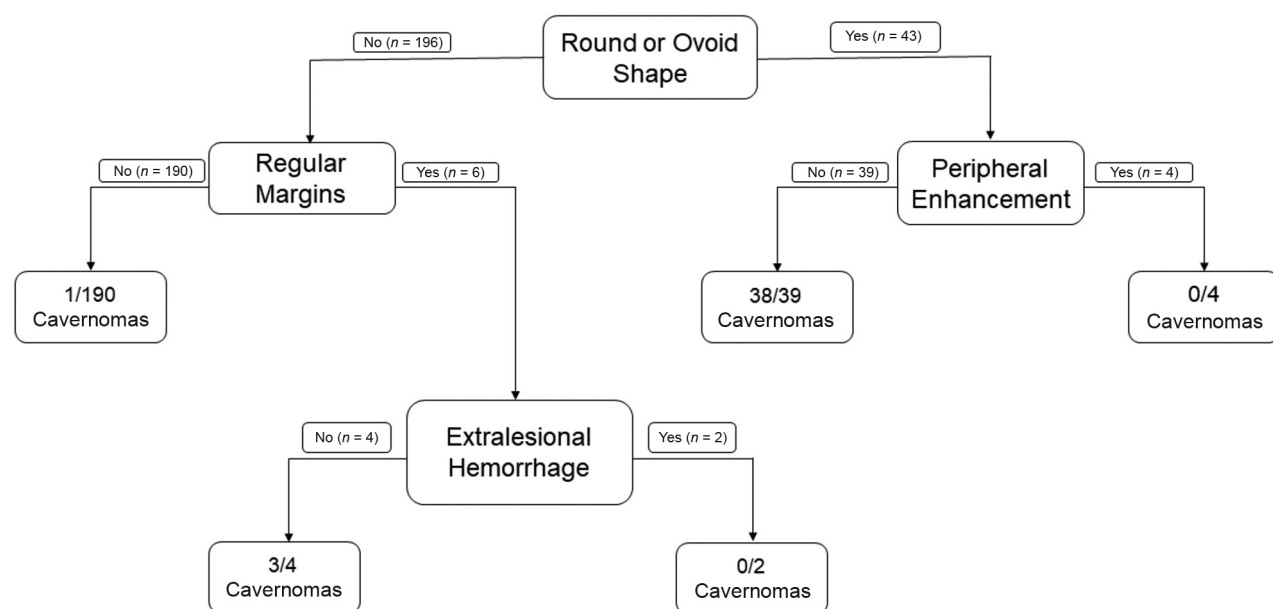 No (n = 196)
Round or Ovoid
Shape
Yes (n = 43)
No (n = 190)
Regular
Margins
Yes (n = 6)
No (n = 39)
Peripheral
Enhancement
Yes (n = 4)
1/190
Cavernomas
38/39
Cavernomas
0/4
Cavernomas
No (n = 4)
Extralesional
Hemorrhage
Yes (n = 2)
3/4
Cavernomas
0/2
Cavernomas